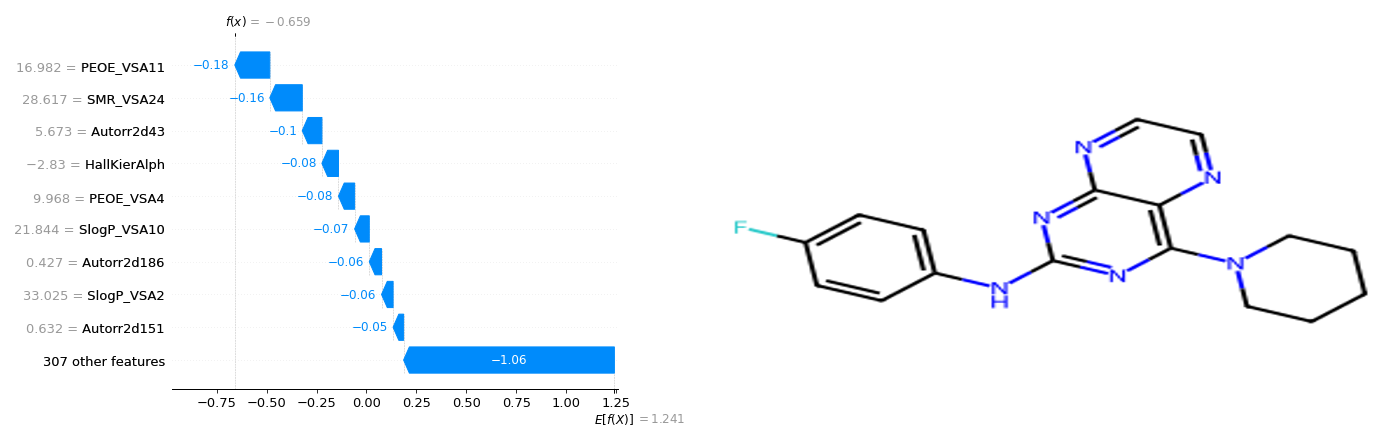 f(x) = −0.659
16.982 = PEOE_VSA11
−0.18
28.617 = SMR_VSA24
−0.16
5.673 = Autorr2d43
−0.1
−2.83 = HallKierAlph
−0.08
9.968 = PEOE_VSA4
−0.08
21.844 = SlogP_VSA10
−0.07
0.427 = Autorr2d186
−0.06
33.025 = SlogP_VSA2
−0.06
0.632 = Autorr2d151
−0.05
307 other features
−1.06
−0.75 −0.50 −0.25 0.00 0.25 0.50 0.75 1.00 1.25
E[f(X)] = 1.241
N
N
N
F
N
N
N
H